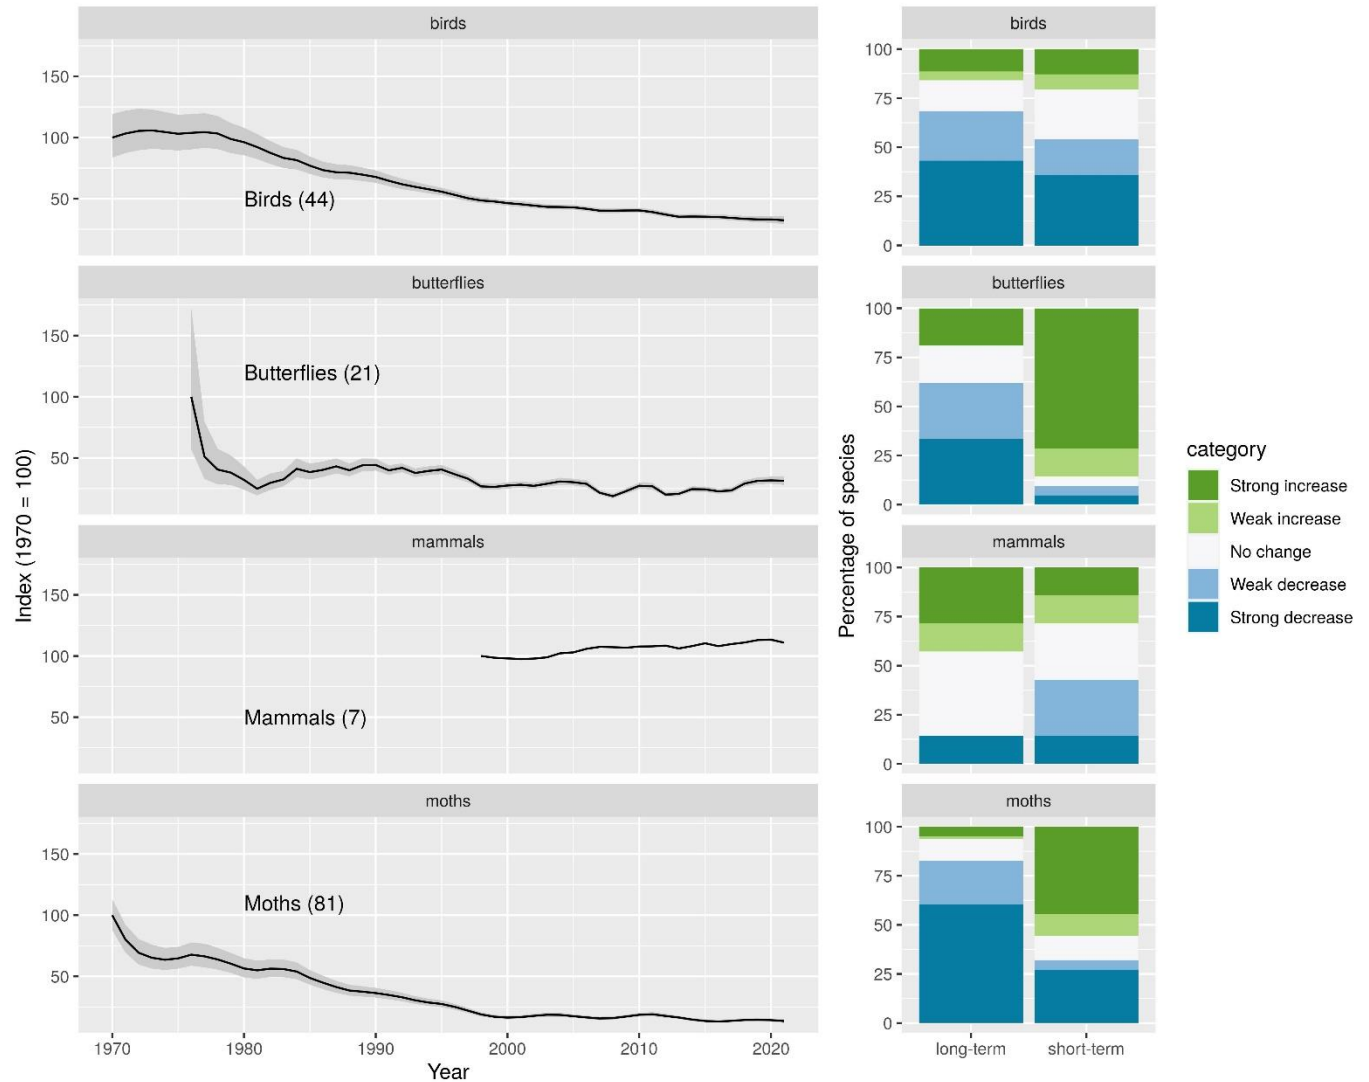 birds
150
100
50
Birds (44)
butterflies
150
100
50
Butterflies (21)
mammals
150
100
50
Mammals (7)
moths
150
100
50
Moths (81)
1970 1980 1990 2000 2010 2020
Year
Index (1970 = 100)
birds
100
75
50
25
0
butterflies
100
75
50
25
0
mammals
100
75
50
25
0
moths
100
75
50
25
0
long-term short-term
Percentage of species
category
Strong increase
Weak increase
No change
Weak decrease
Strong decrease